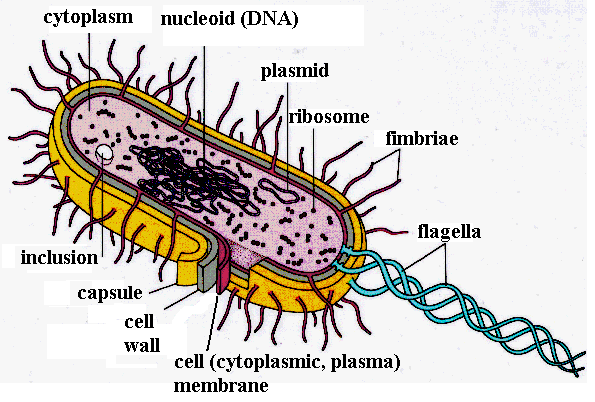 cytoplasm
nucleoid (DNA)
plasmid
ribosome
fimbriae
flagella
inclusion
capsule
cell
wall
cell (cytoplasmic, plasma)
membrane